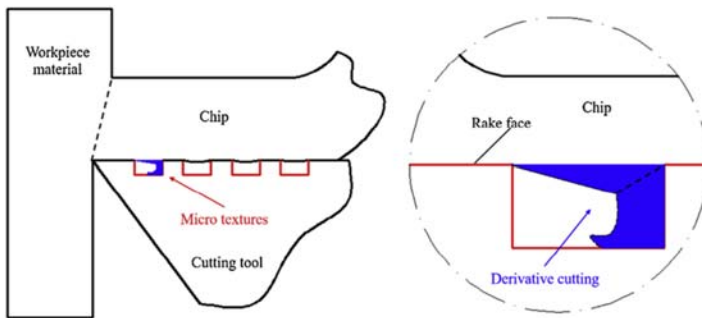 Workpiece
material
Chip
Micro textures
Cutting tool
Chip
Rake face
Derivative cutting